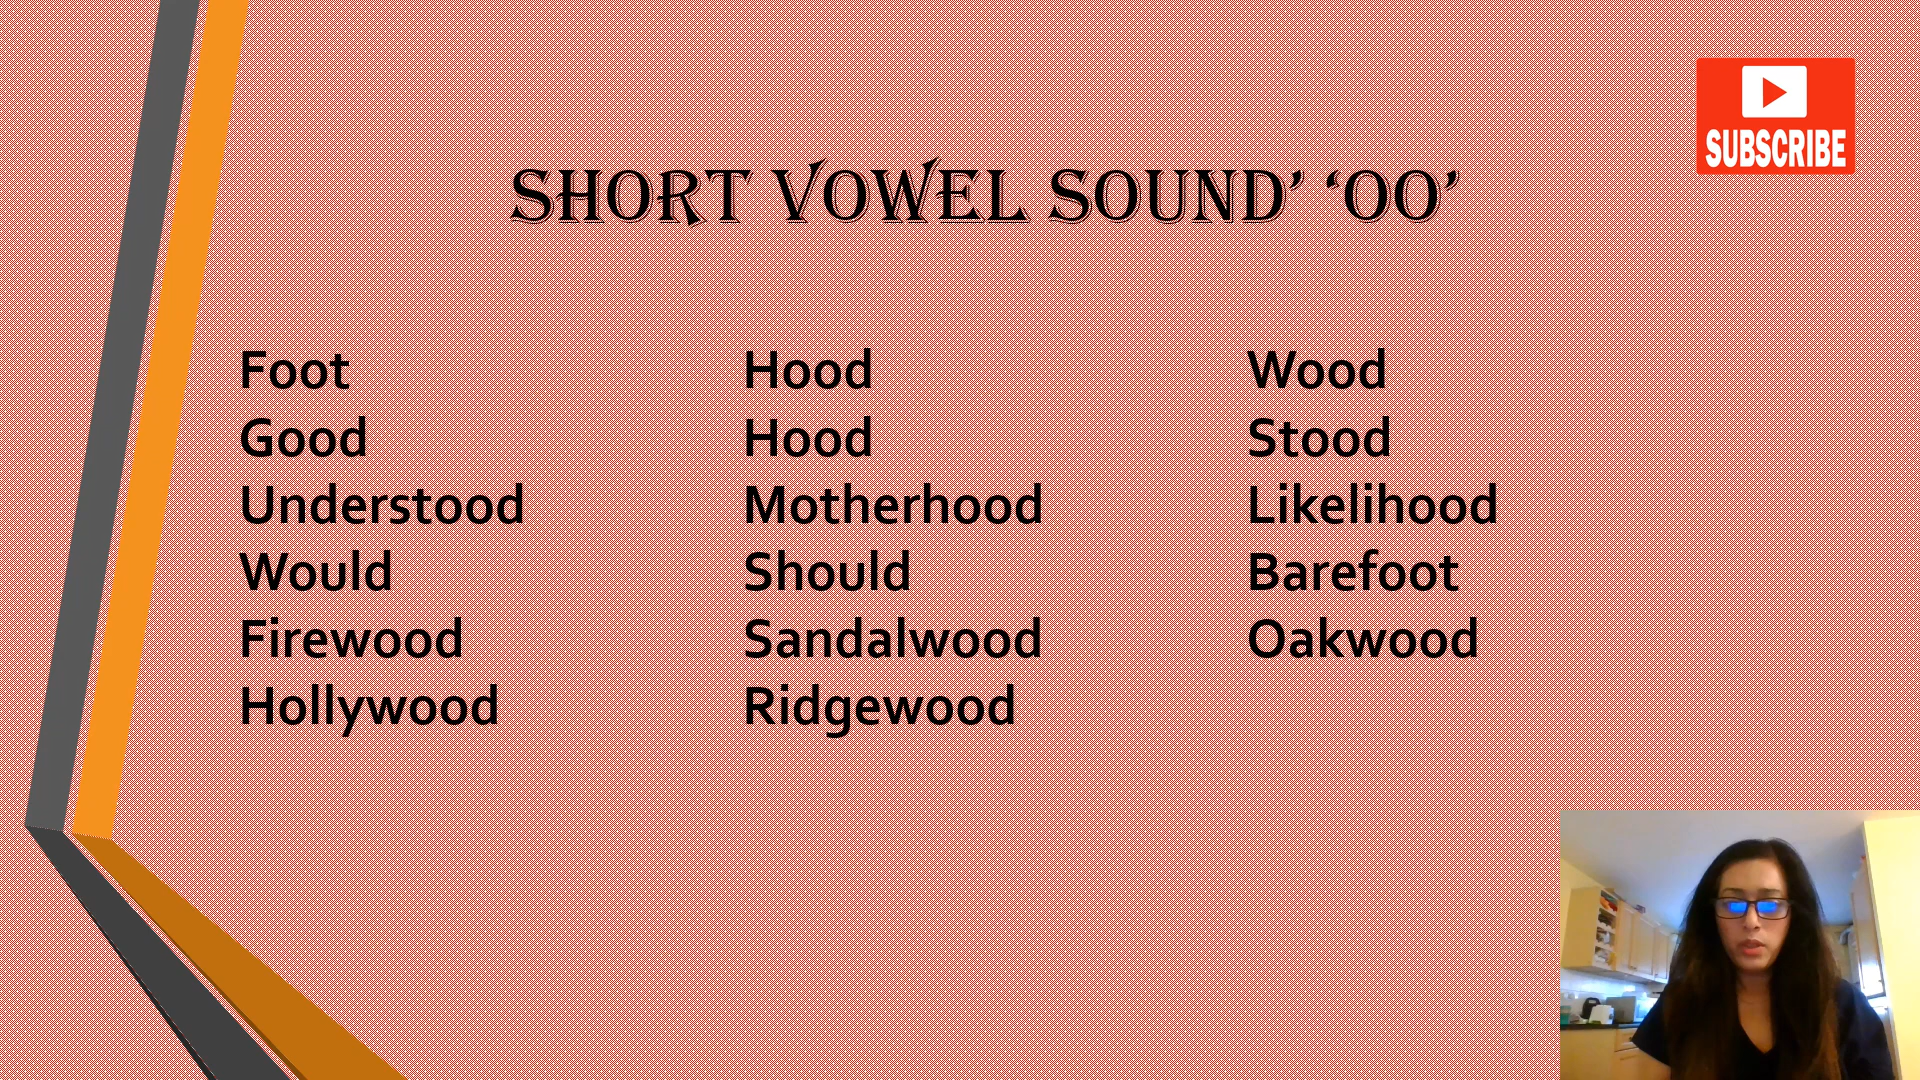 SUBSCRIBE
SHORT VOWEL SOUND’ ‘OO’
Foot Hood Wood
Good Hood Stood
Understood Motherhood Likelihood
Would Should Barefoot
Firewood Sandalwood Oakwood
Hollywood Ridgewood